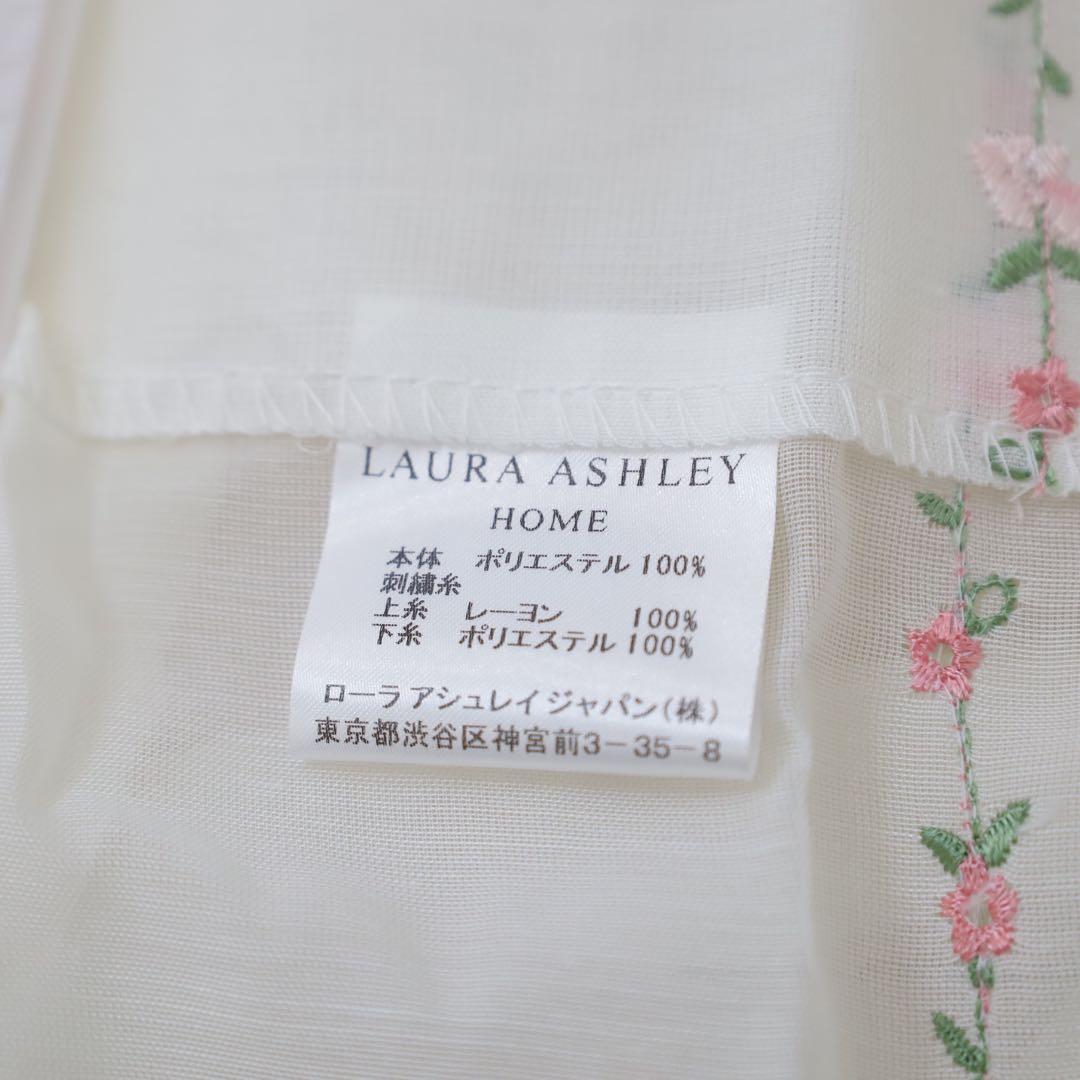 LAURA ASHLEY
HOME
本体 ポリエステル 100%
刺繍糸
上糸 レーヨン 100%
下糸 ポリエステル 100%
ローラ アシュレイジャパン(株)
東京都渋谷区神宮前3-35-8